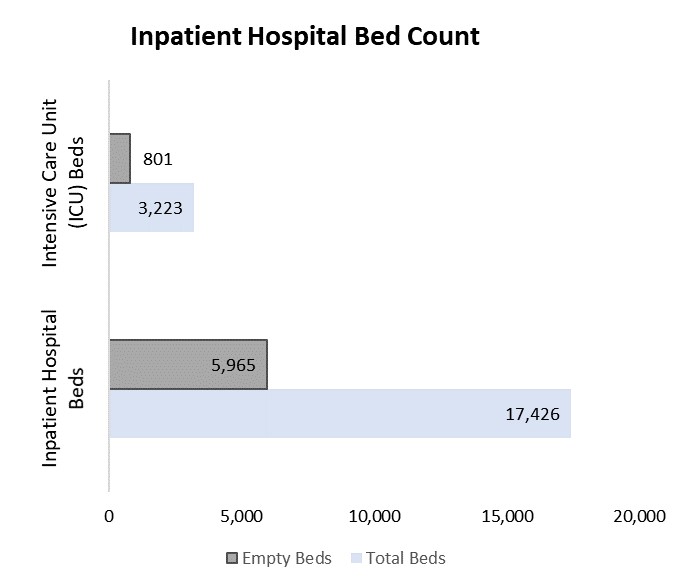 Inpatient Hospital Bed Count
Intensive Care Unit
(ICU) Beds
801
3,223
Inpatient Hospital
Beds
5,965
17,426
0 5,000 10,000 15,000 20,000
Empty Beds Total Beds